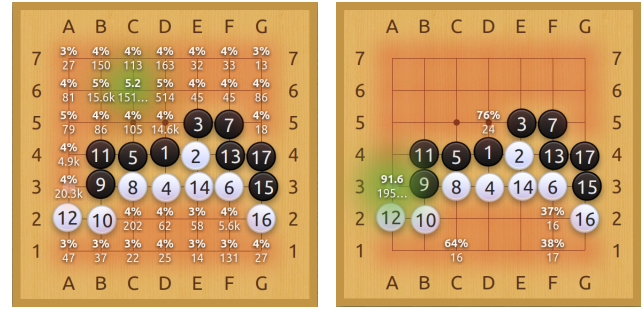 A B C D E F G
7 3% 4% 4% 4% 4% 4% 3% 7
27 150 113 163 32 33 13
6 4% 5% 5.2 5% 4% 4% 4% 6
81 15.6k 151... 514 45 45 86
5 5% 4% 4% 4% 3 7 4% 5
79 86 105 14.6k 18
4 4% 11 5 1 2 13 17 4
4.9k
3 4% 9 8 4 14 6 15 3
20.3k
2 12 10 4% 4% 3% 4% 16 2
202 62 58 5.6k
1 3% 3% 3% 4% 3% 3% 4% 1
47 37 22 25 14 131 27
A B C D E F G
A B C D E F G
7 7
6 6
5 76% 3 7 5
24
4 11 5 1 2 13 17 4
3 91.6 9 8 4 14 6 15 3
195...
2 12 10 37% 16 2
16
1 64% 38% 1
16 17
A B C D E F G